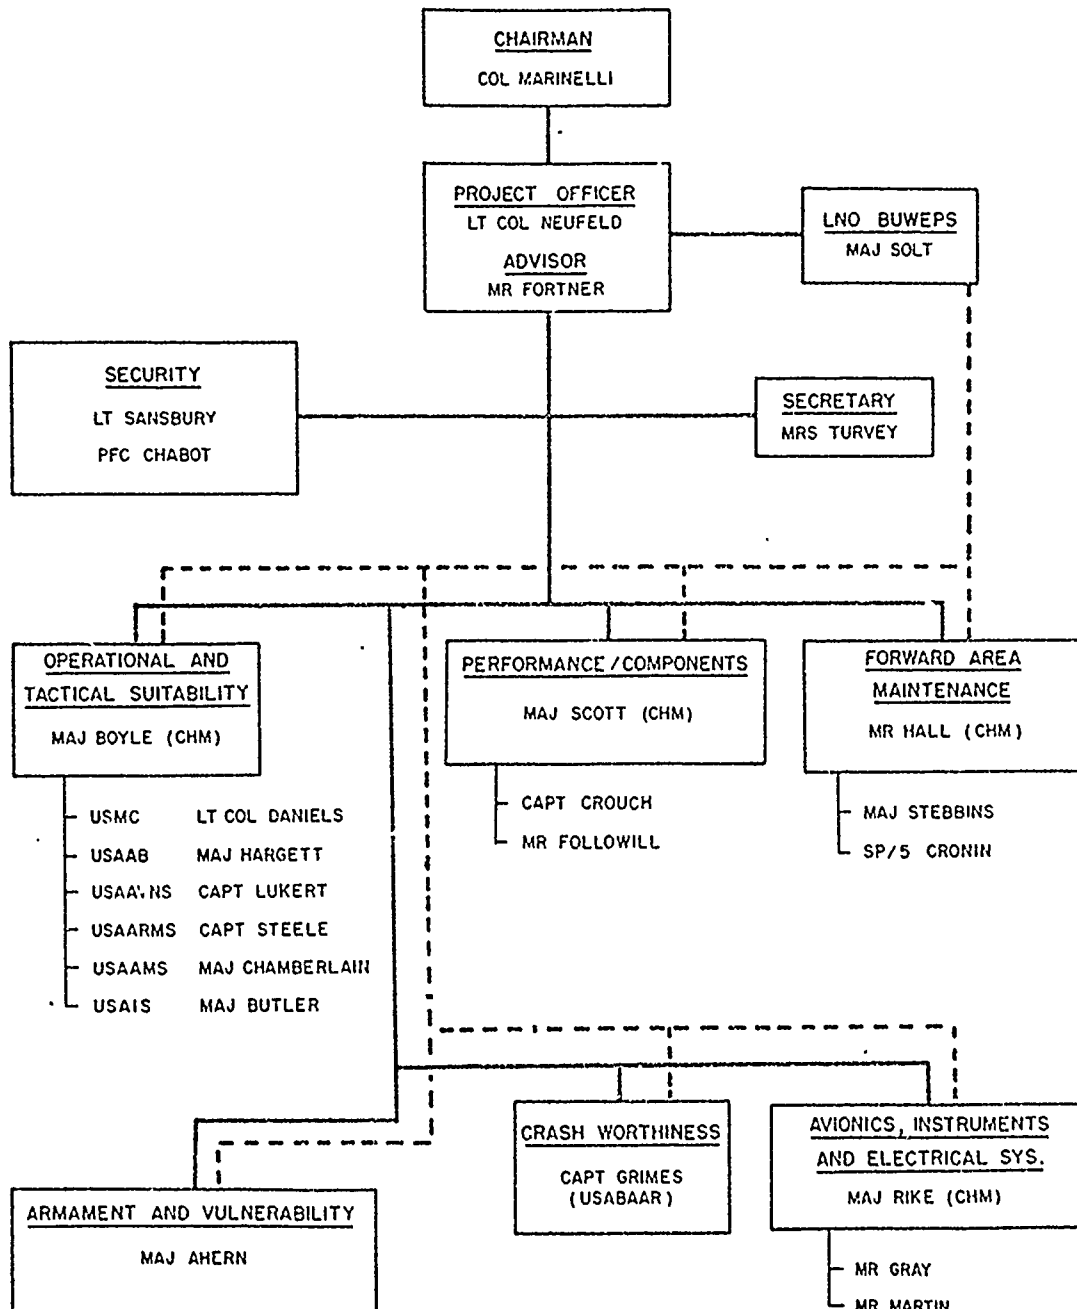 CHAIRMAN
COL MARINELLI
PROJECT OFFICER
LT COL NEUFELD
ADVISOR
MR FORTNER
LNO BUWEPS
MAJ SOLT
SECURITY
LT SANSBURY
PFC CHABOT
SECRETARY
MRS TURVEY
OPERATIONAL AND
TACTICAL SUITABILITY
MAJ BOYLE (CHM)
USMC LT COL DANIELS
USAAB MAJ HARGETT
CAPT LUKERT
USAARMS CAPT STEELE
USAAMS MAJ CHAMBERLAIN
USAIS MAJ BUTLER
PERFORMANCE/COMPONENTS
MAJ SCOTT (CHM)
CAPT CROUCH
MR FOLLOWILL
FORWARD AREA
MAINTENANCE
MR HALL (CHM)
MAJ STEBBINS
SP/5 CRONIN
ARMAMENT AND VULNERABILITY
MAJ AHERN
CRASH WORTHINESS
CAPT GRIMES
(USABAAR)
AVIONICS, INSTRUMENTS
AND ELECTRICAL SYS.
MAJ RIKE (CHM)
MR GRAY
MR MARTIN